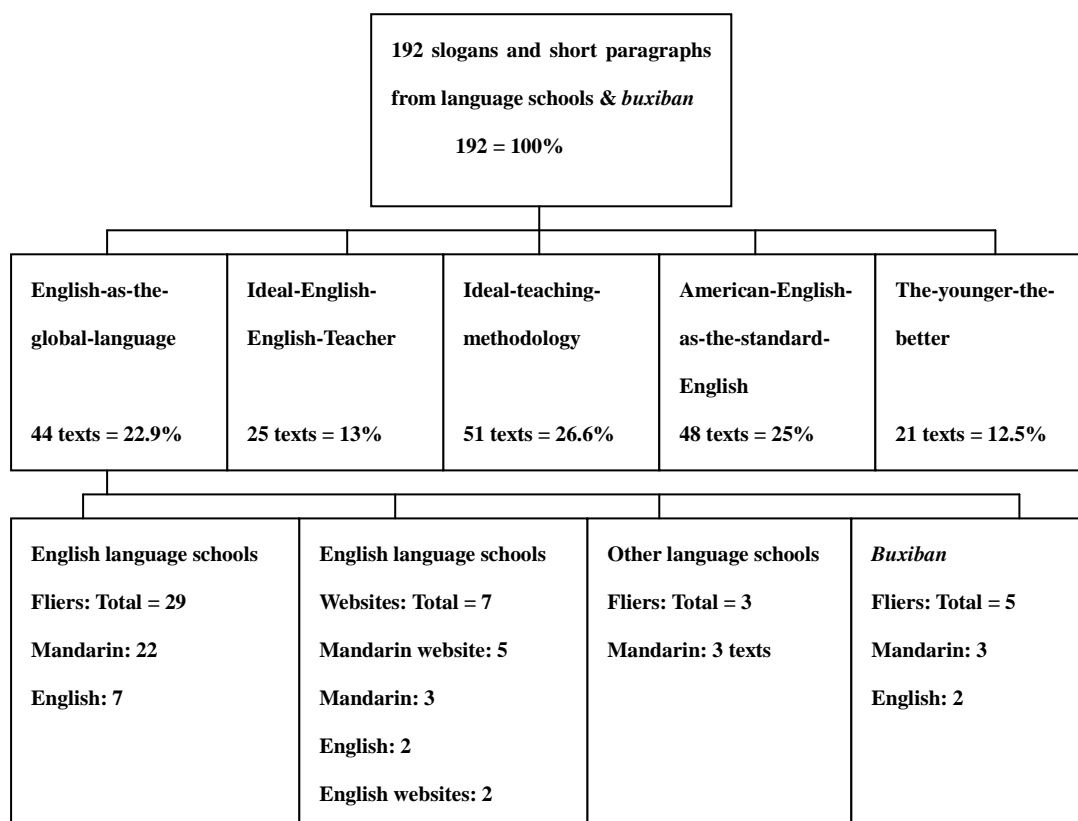 192 slogans and short paragraphs
from language schools & buxiban
192 = 100%
English-as-the-
global-language
44 texts = 22.9%
Ideal-English-
English-Teacher
25 texts = 13%
Ideal-teaching-
methodology
51 texts = 26.6%
American-English-
as-the-standard-
English
48 texts = 25%
The-younger-the-
better
21 texts = 12.5%
English language schools
Fliers: Total = 29
Mandarin: 22
English: 7
English language schools
Websites: Total = 7
Mandarin website: 5
Mandarin: 3
English: 2
English websites: 2
Other language schools
Fliers: Total = 3
Mandarin: 3 texts
Buxiban
Fliers: Total = 5
Mandarin: 3
English: 2